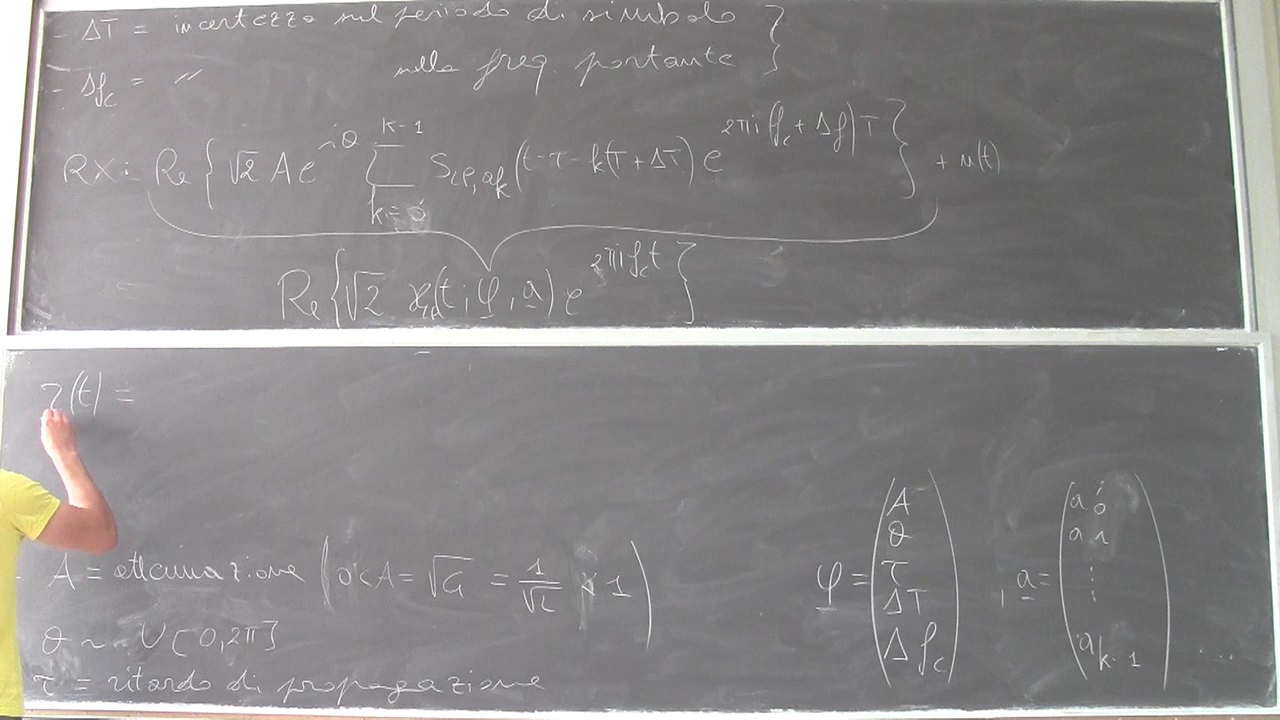 - ΔT = incertezza sul periodo di simbolo }
- Δf_c = " nella freq. portante
RX: Re { √2 A e^{iθ} Σ_{k=0}^{K-1} s_{φ,a_k}(t-τ-k(T+ΔT)) e^{2πi(f_c+Δf)T} } + n(t)
Re { √2 (t; φ, a) e^{2πi f_c t} }
r(t) =
- A = attenuazione (0<A = √G = 1/√L < 1)
θ ~ U[0,2π]
τ = ritardo di propagazione
φ = (A θ τ ΔT Δf_c) , a = (a_0 a_1 ⋮ a_{K-1}) ....